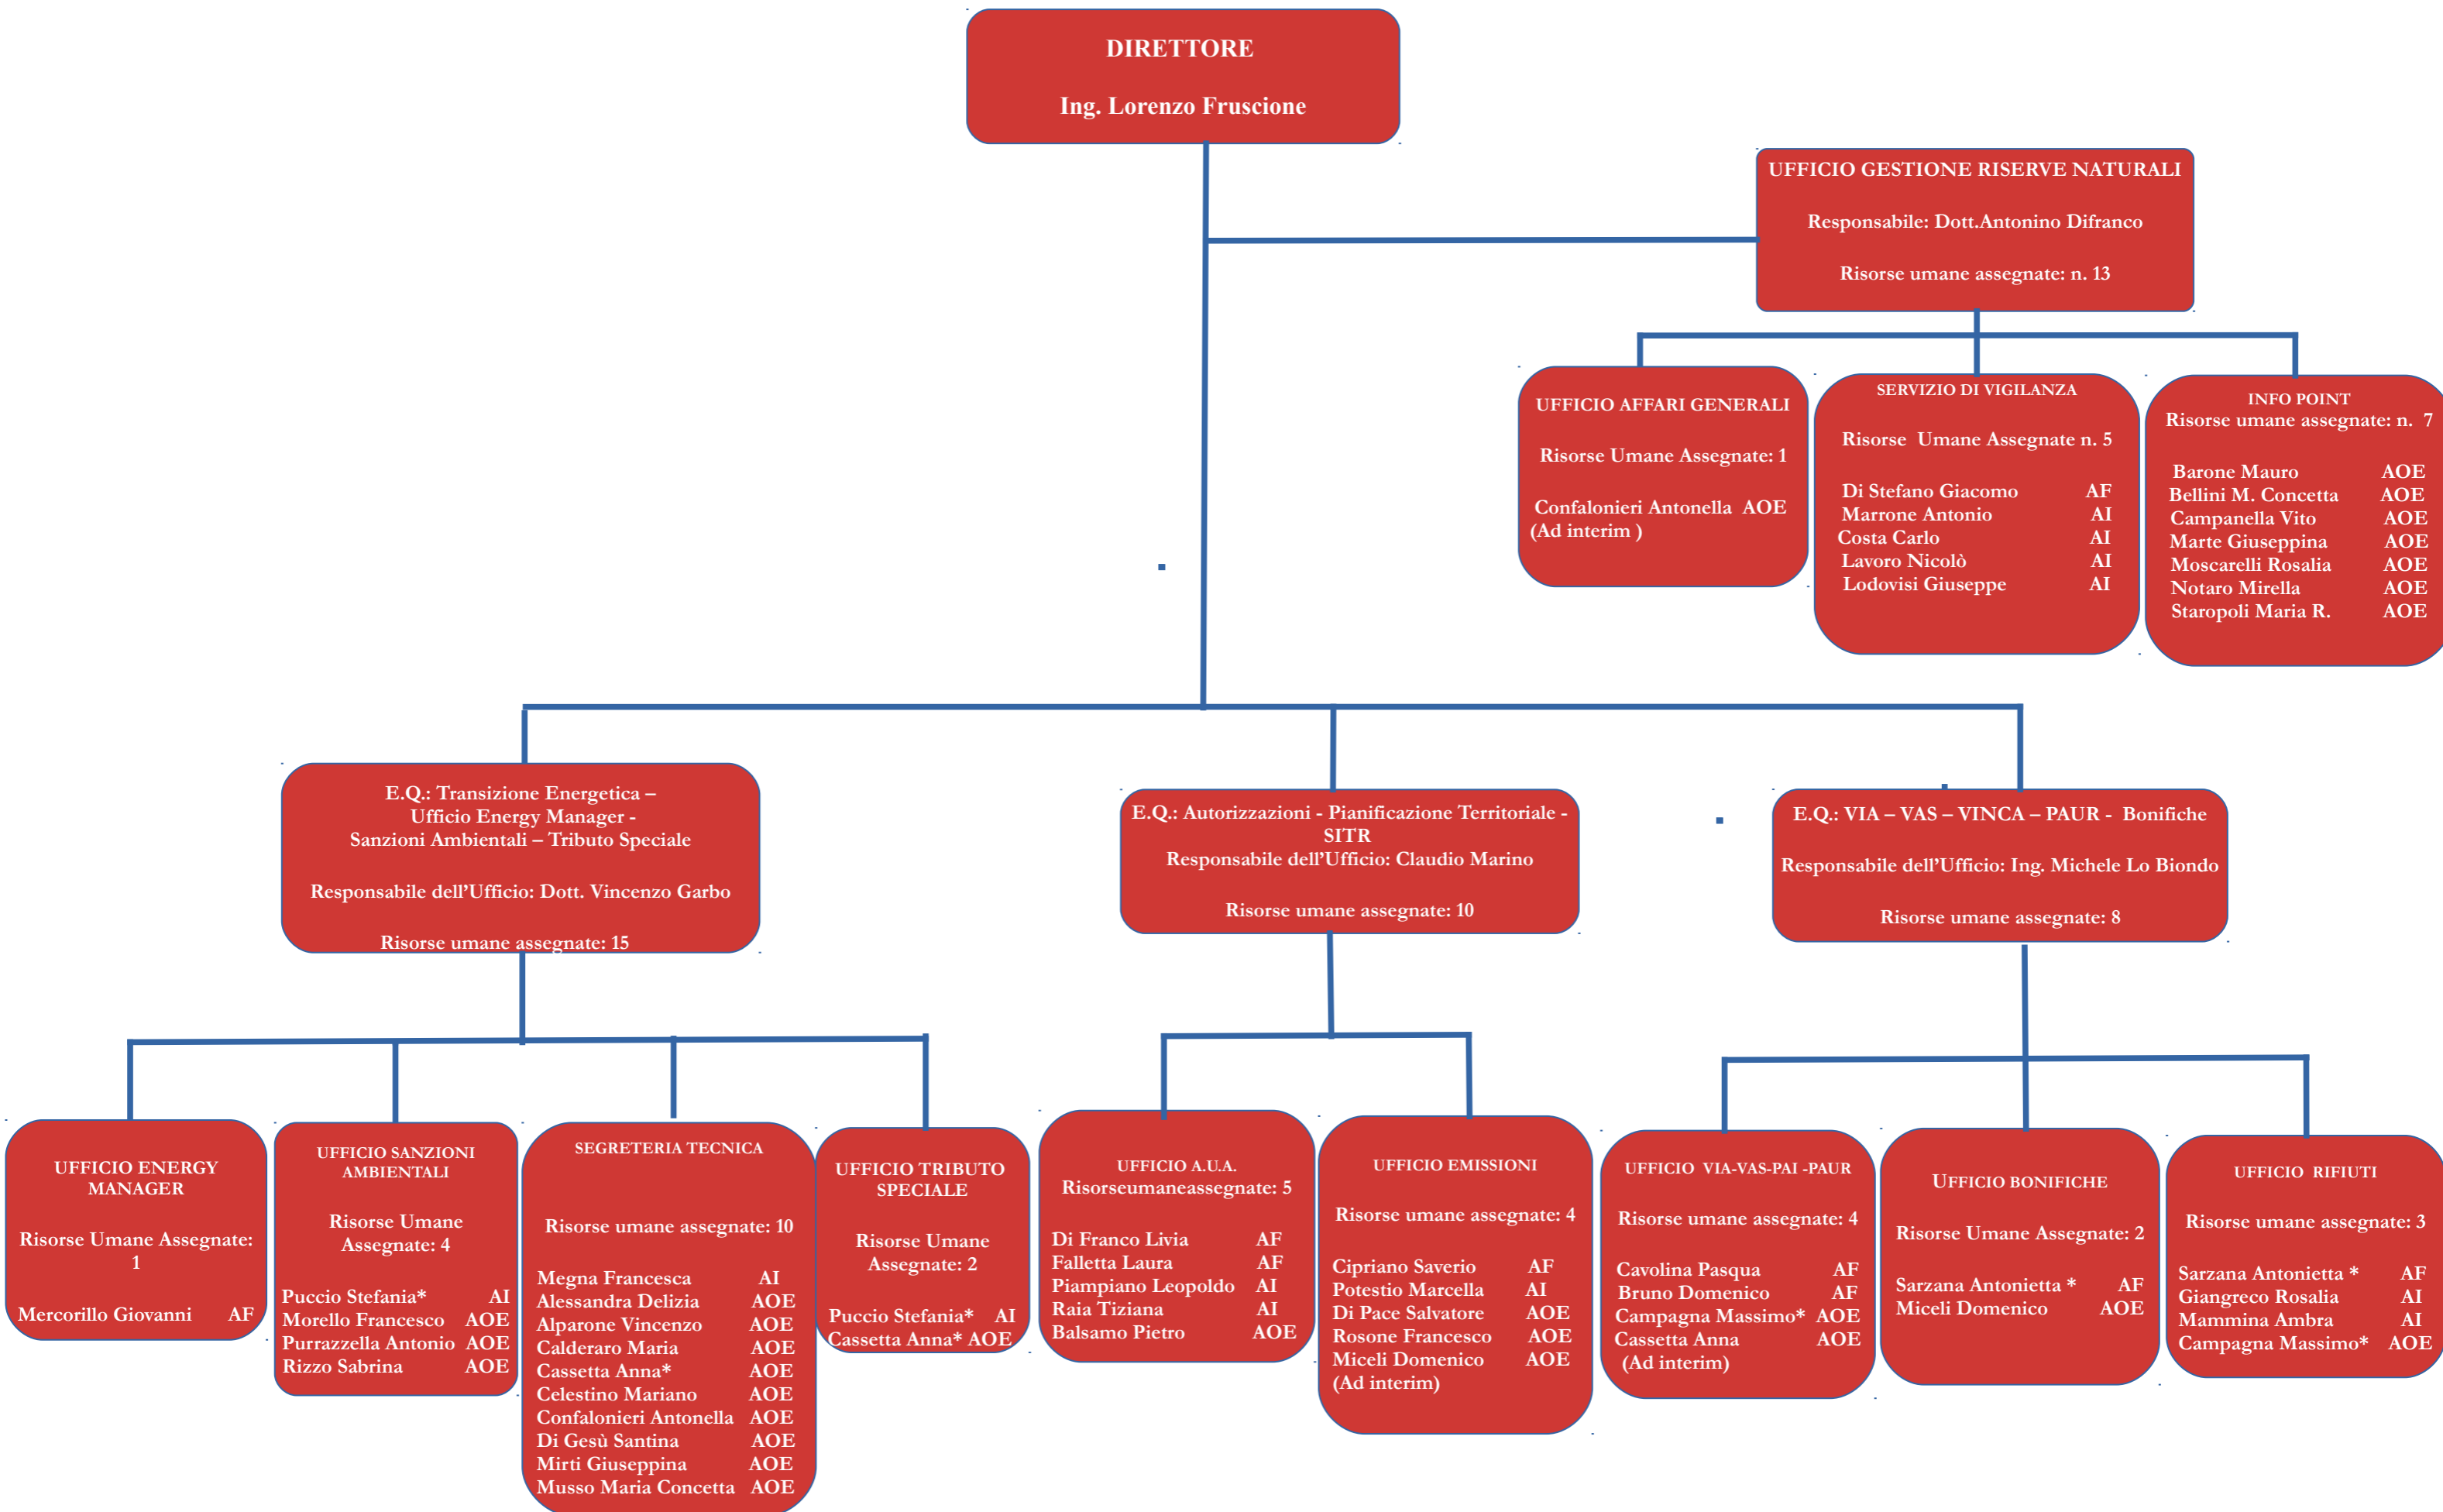 DIRETTORE
Ing. Lorenzo Fruscione
UFFICIO GESTIONE RISERVE NATURALI
Responsabile: Dott.Antonino Difranco
Risorse umane assegnate: n. 13
UFFICIO AFFARI GENERALI
Risorse Umane Assegnate: 1
Confalonieri Antonella AOE
(Ad interim )
SERVIZIO DI VIGILANZA
Risorse Umane Assegnate n. 5
Di Stefano Giacomo AF
Marrone Antonio AI
Costa Carlo AI
Lavoro Nicolò AI
Lodovisi Giuseppe AI
INFO POINT
Risorse umane assegnate: n. 7
Barone Mauro AOE
Bellini M. Concetta AOE
Campanella Vito AOE
Marte Giuseppina AOE
Moscarelli Rosalia AOE
Notaro Mirella AOE
Staropoli Maria R. AOE
E.Q.: Transizione Energetica –
Ufficio Energy Manager -
Sanzioni Ambientali – Tributo Speciale
Responsabile dell’Ufficio: Dott. Vincenzo Garbo
Risorse umane assegnate: 15
E.Q.: Autorizzazioni - Pianificazione Territoriale -
SITR
Responsabile dell’Ufficio: Claudio Marino
Risorse umane assegnate: 10
E.Q.: VIA – VAS – VINCA – PAUR - Bonifiche
Responsabile dell’Ufficio: Ing. Michele Lo Biondo
Risorse umane assegnate: 8
UFFICIO ENERGY
MANAGER
Risorse Umane Assegnate:
1
Mercorillo Giovanni AF
UFFICIO SANZIONI
AMBIENTALI
Risorse Umane
Assegnate: 4
Puccio Stefania* AI
Morello Francesco AOE
Purrazzella Antonio AOE
Rizzo Sabrina AOE
SEGRETERIA TECNICA
Risorse umane assegnate: 10
Megna Francesca AI
Alessandra Delizia AOE
Alparone Vincenzo AOE
Calderaro Maria AOE
Cassetta Anna* AOE
Celestino Mariano AOE
Confalonieri Antonella AOE
Di Gesù Santina AOE
Mirti Giuseppina AOE
Musso Maria Concetta AOE
UFFICIO TRIBUTO
SPECIALE
Risorse Umane
Assegnate: 2
Puccio Stefania* AI
Cassetta Anna* AOE
UFFICIO A.U.A.
Risorseumaneassegnate: 5
Di Franco Livia AF
Falletta Laura AF
Piampiano Leopoldo AI
Raia Tiziana AI
Balsamo Pietro AOE
UFFICIO EMISSIONI
Risorse umane assegnate: 4
Cipriano Saverio AF
Potestio Marcella AI
Di Pace Salvatore AOE
Rosone Francesco AOE
Miceli Domenico AOE
(Ad interim)
UFFICIO VIA-VAS-PAI -PAUR
Risorse umane assegnate: 4
Cavolina Pasqua AF
Bruno Domenico AF
Campagna Massimo* AOE
Cassetta Anna AOE
(Ad interim)
UFFICIO BONIFICHE
Risorse Umane Assegnate: 2
Sarzana Antonietta * AF
Miceli Domenico AOE
UFFICIO RIFIUTI
Risorse umane assegnate: 3
Sarzana Antonietta * AF
Giangreco Rosalia AI
Mammina Ambra AI
Campagna Massimo* AOE